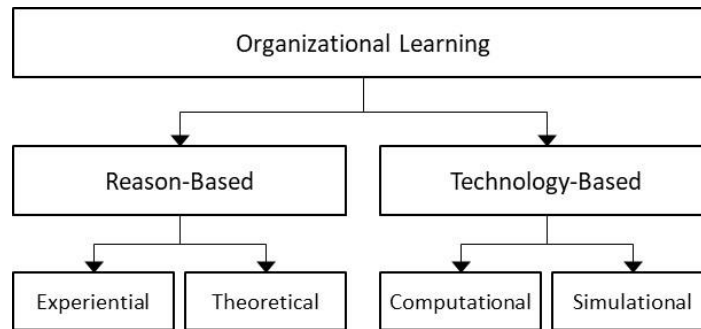 Organizational Learning
Reason-Based
Technology-Based
Experiential
Theoretical
Computational
Simulational